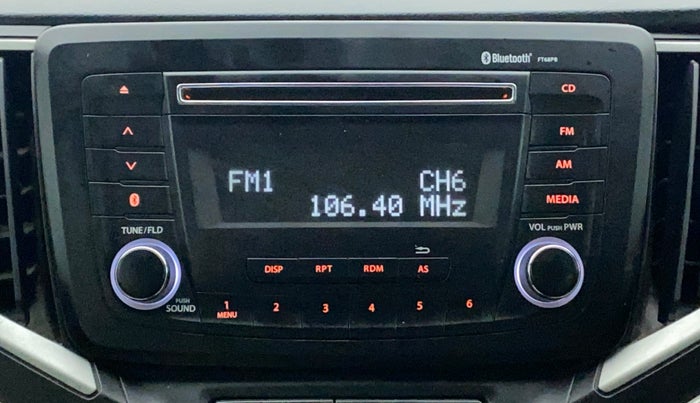 Bluetooth FT68PB
CD
FM
AM
MEDIA
FM1 CH6
106.40 MHz
TUNE/FLD
VOL PUSH PWR
DISP RPT RDM AS
PUSH
SOUND
1 2 3 4 5 6
MENU